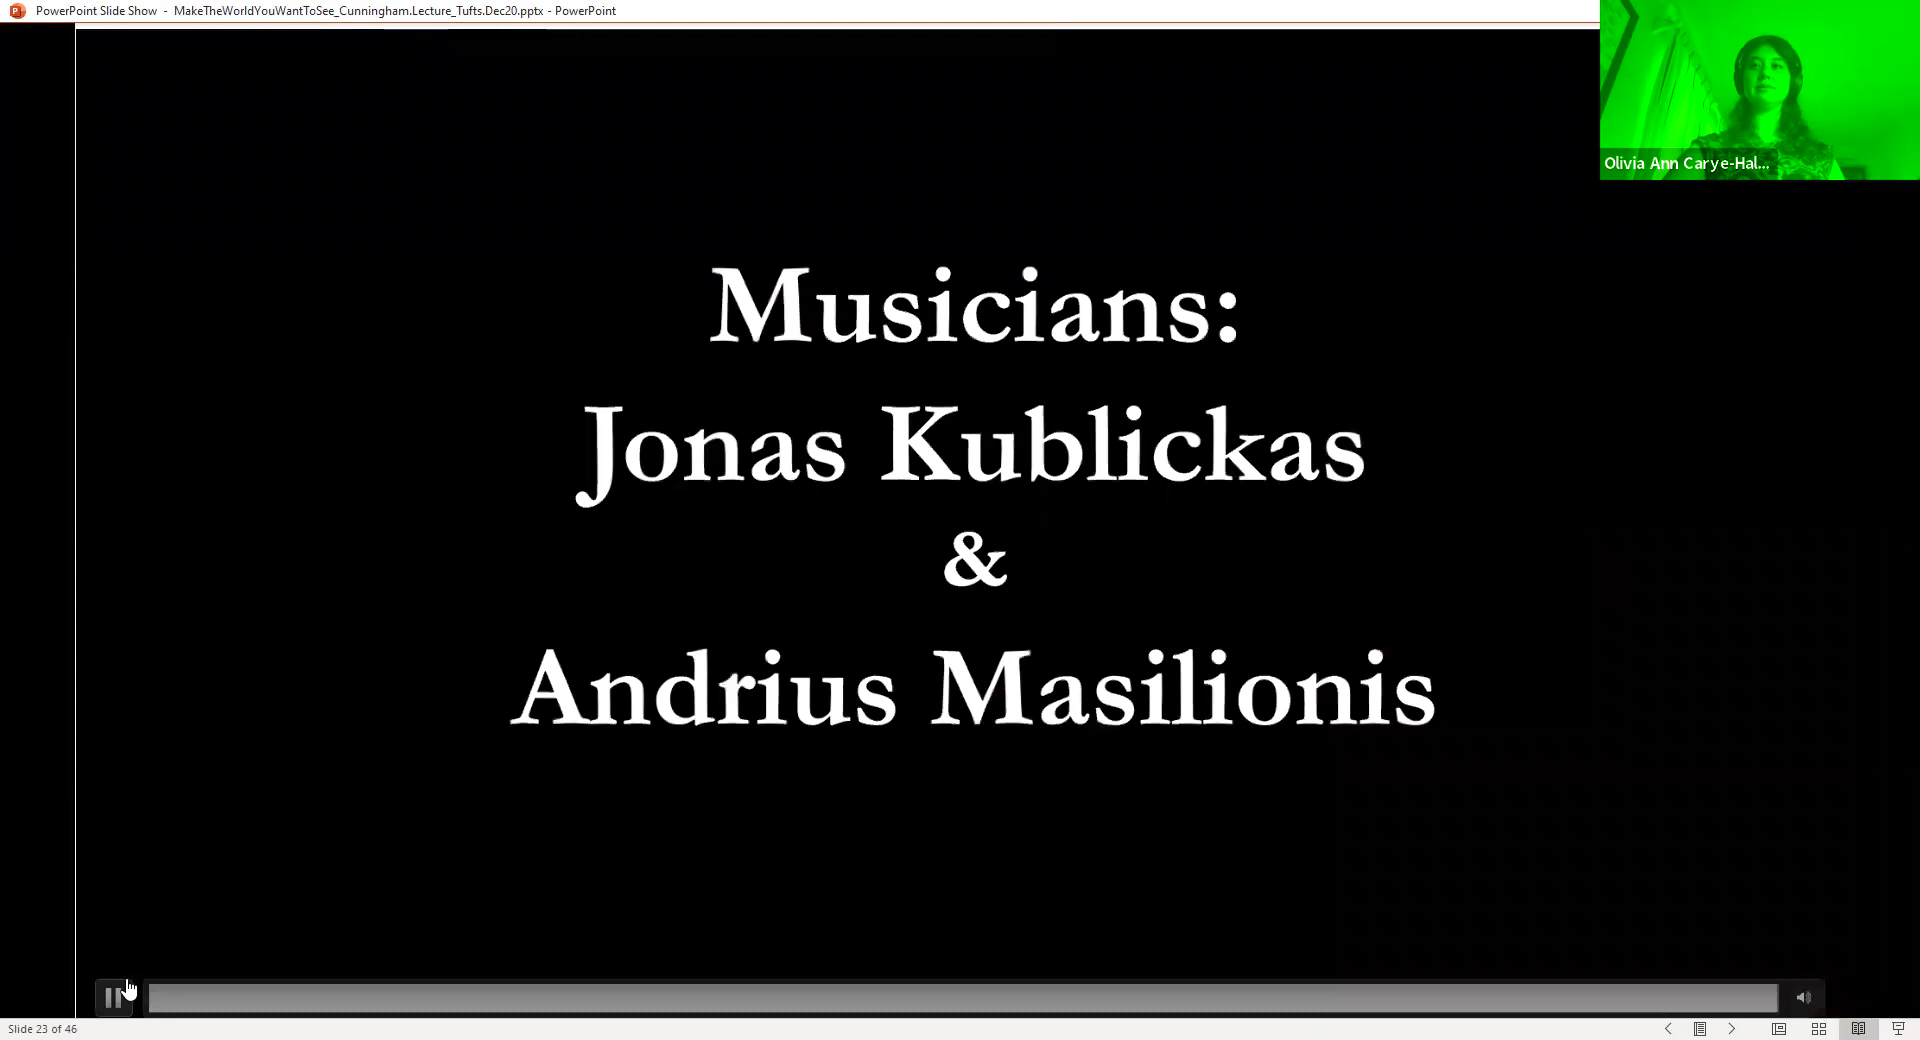 PowerPoint Slide Show - MakeTheWorldYouWantToSee_Cunningham.Lecture_Tufts.Dec20.pptx - PowerPoint
Olivia Ann Carye-Hal...
Musicians:
Jonas Kublickas
&
Andrius Masilionis
Slide 23 of 46